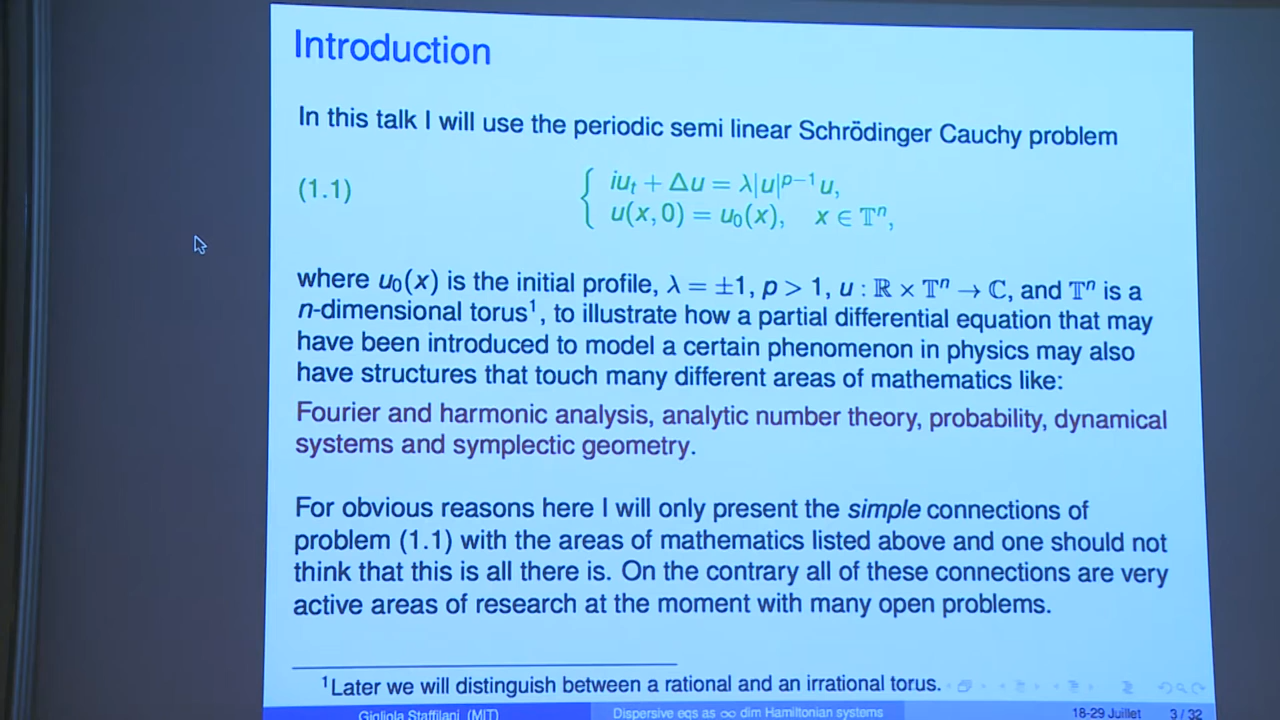 Introduction
In this talk I will use the periodic semi linear Schrödinger Cauchy problem
(1.1) { iu_t + Δu = λ|u|^{p−1}u,
u(x, 0) = u_0(x), x ∈ 𝕋^n,
where u_0(x) is the initial profile, λ = ±1, p > 1, u : ℝ × 𝕋^n → ℂ, and 𝕋^n is a
n-dimensional torus¹, to illustrate how a partial differential equation that may
have been introduced to model a certain phenomenon in physics may also
have structures that touch many different areas of mathematics like:
Fourier and harmonic analysis, analytic number theory, probability, dynamical
systems and symplectic geometry.
For obvious reasons here I will only present the simple connections of
problem (1.1) with the areas of mathematics listed above and one should not
think that this is all there is. On the contrary all of these connections are very
active areas of research at the moment with many open problems.
¹Later we will distinguish between a rational and an irrational torus.
Gigliola Staffilani (MIT) Dispersive eqs as ∞ dim Hamiltonian systems 18-29 Juillet 3 / 32